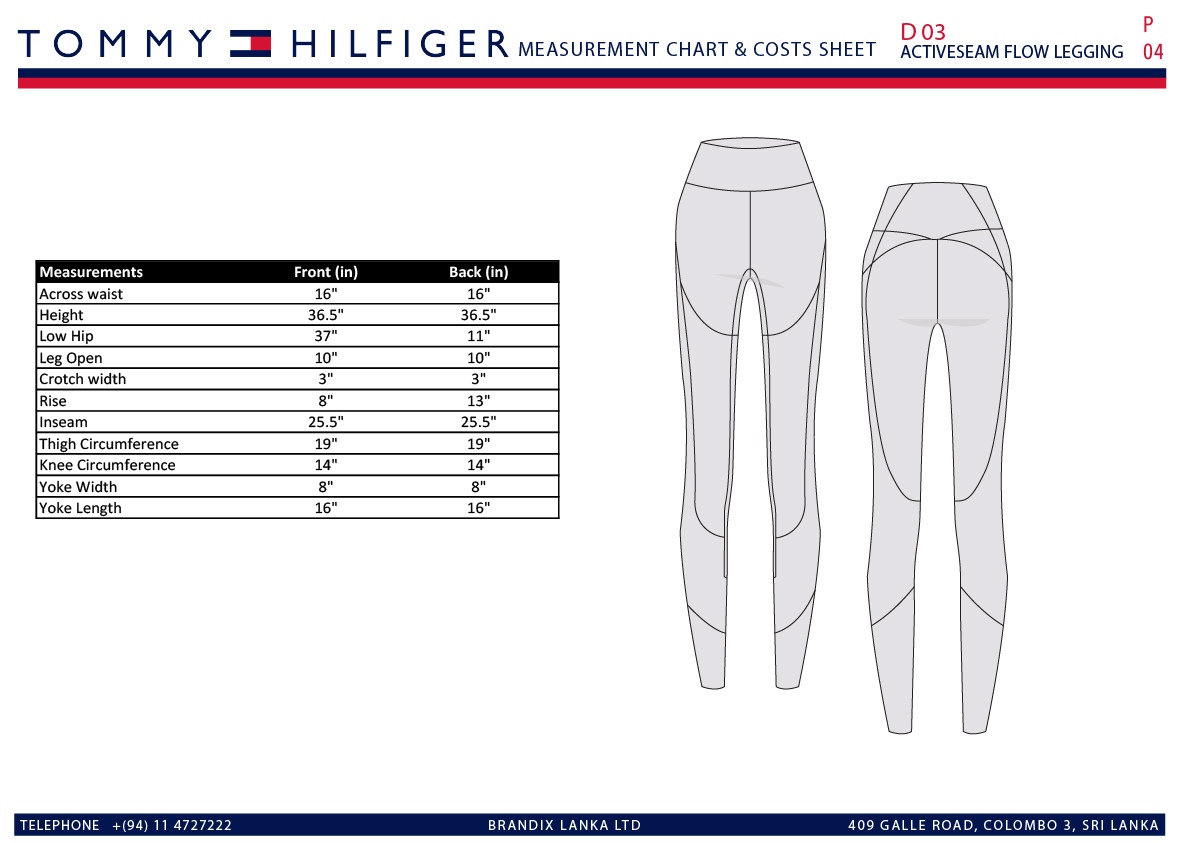 TOMMY HILFIGER MEASUREMENT CHART & COSTS SHEET
D 03
ACTIVESEAM FLOW LEGGING
P
04
Measurements Front (in) Back (in)
Across waist 16" 16"
Height 36.5" 36.5"
Low Hip 37" 11"
Leg Open 10" 10"
Crotch width 3" 3"
Rise 8" 13"
Inseam 25.5" 25.5"
Thigh Circumference 19" 19"
Knee Circumference 14" 14"
Yoke Width 8" 8"
Yoke Length 16" 16"
TELEPHONE +(94) 11 4727222 BRANDIX LANKA LTD 409 GALLE ROAD, COLOMBO 3, SRI LANKA